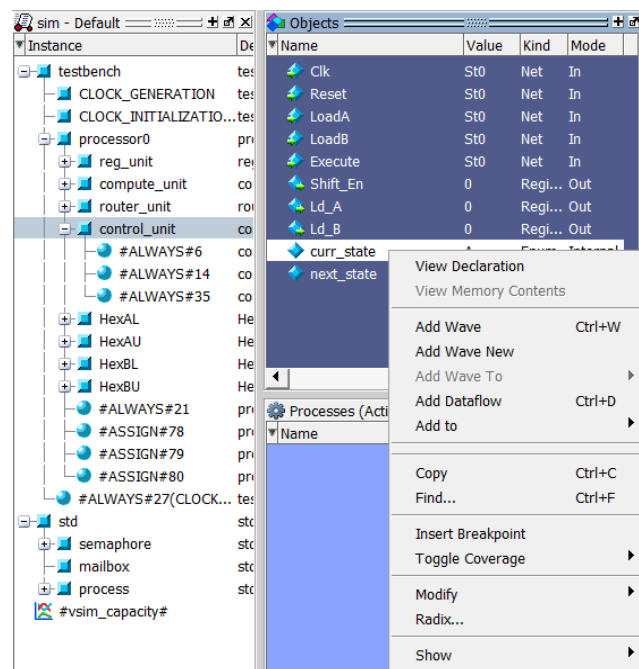 sim - Default
Instance De
testbench tes
CLOCK_GENERATION tes
CLOCK_INITIALIZATIO... tes
processor0 pro
reg_unit reg
compute_unit co
router_unit rou
control_unit co
#ALWAYS#6 co
#ALWAYS#14 co
#ALWAYS#35 co
HexAL He
HexAU He
HexBL He
HexBU He
#ALWAYS#21 pro
#ASSIGN#78 pro
#ASSIGN#79 pro
#ASSIGN#80 pro
#ALWAYS#27(CLOCK... tes
std std
semaphore std
mailbox std
process std
#vsim_capacity#
Objects
Name Value Kind Mode
Clk St0 Net In
Reset St0 Net In
LoadA St0 Net In
LoadB St0 Net In
Execute St0 Net In
Shift_En 0 Regi... Out
Ld_A 0 Regi... Out
Ld_B 0 Regi... Out
curr_state A Enum Internal
next_state
Processes (Acti
Name
View Declaration
View Memory Contents
Add Wave Ctrl+W
Add Wave New
Add Wave To
Add Dataflow Ctrl+D
Add to
Copy Ctrl+C
Find... Ctrl+F
Insert Breakpoint
Toggle Coverage
Modify
Radix...
Show